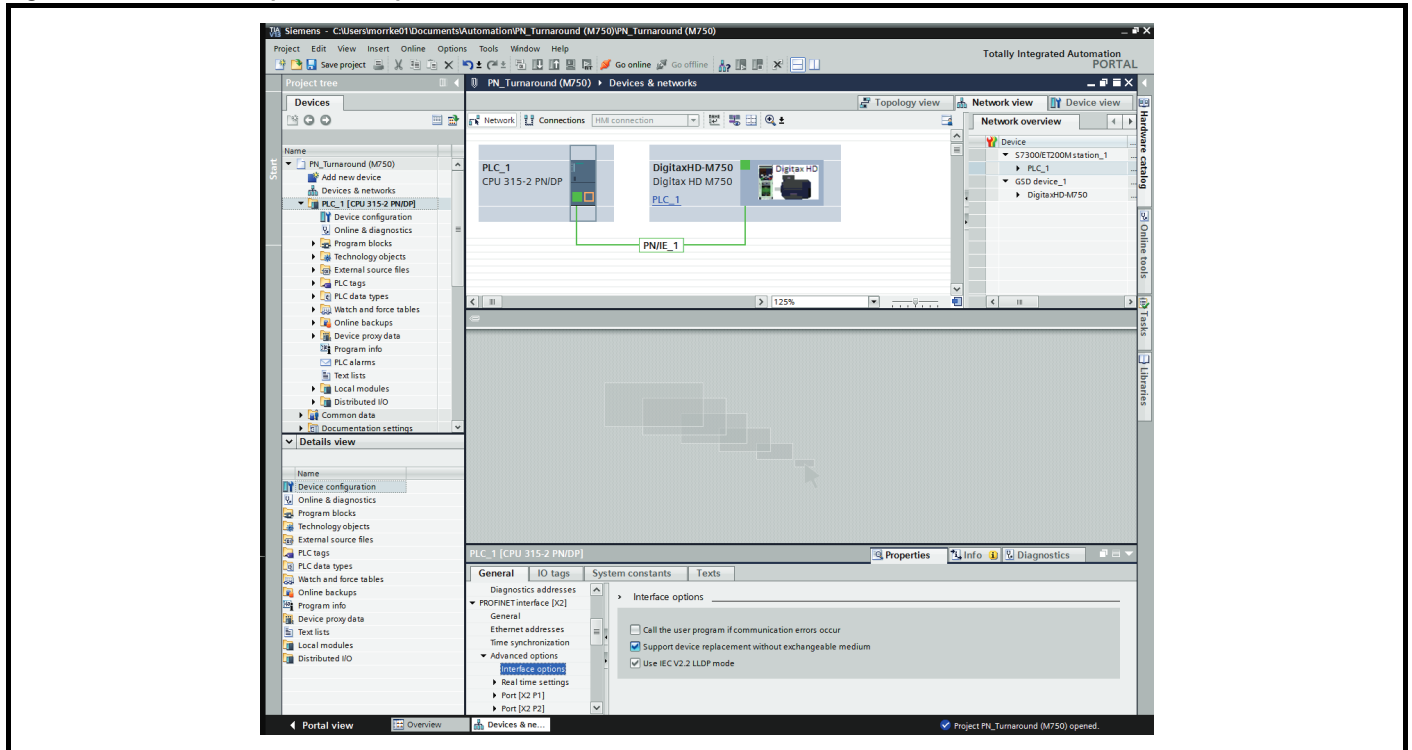 Siemens - C:\Users\morrke01\Documents\Automation\PN_Turnaround (M750)\PN_Turnaround (M750)
Project Edit View Insert Online Options Tools Window Help
Totally Integrated Automation
PORTAL
Save project
Go online
Go offline
Project tree
PN_Turnaround (M750) Devices & networks
Devices
Topology view
Network view
Device view
Network
Connections
HMI connection
Network overview
Name
PN_Turnaround (M750)
Add new device
Devices & networks
PLC_1 [CPU 315-2 PN/DP]
Device configuration
Online & diagnostics
Program blocks
Technology objects
External source files
PLC tags
PLC data types
Watch and force tables
Online backups
Device proxy data
Program info
PLC alarms
Text lists
Local modules
Distributed I/O
Common data
Documentation settings
Start
PLC_1
CPU 315-2 PN/DP
DigitaxHD-M750
Digitax HD M750
PLC_1
Digitax HD
PN/IE_1
125%
Device
S7300/ET200M station_1
PLC_1
GSD device_1
DigitaxHD-M750
Hardware catalog
Online tools
Tasks
Libraries
Details view
Name
Device configuration
Online & diagnostics
Program blocks
Technology objects
External source files
PLC tags
PLC data types
Watch and force tables
Online backups
Program info
Device proxy data
Text lists
Local modules
Distributed I/O
PLC_1 [CPU 315-2 PN/DP]
Properties
Info
Diagnostics
General
IO tags
System constants
Texts
Diagnostics addresses
PROFINET interface [X2]
General
Ethernet addresses
Time synchronization
Advanced options
Interface options
Real time settings
Port [X2 P1]
Port [X2 P2]
Interface options
Call the user program if communication errors occur
Support device replacement without exchangeable medium
Use IEC V2.2 LLDP mode
Portal view
Overview
Devices & ne...
Project PN_Turnaround (M750) opened.